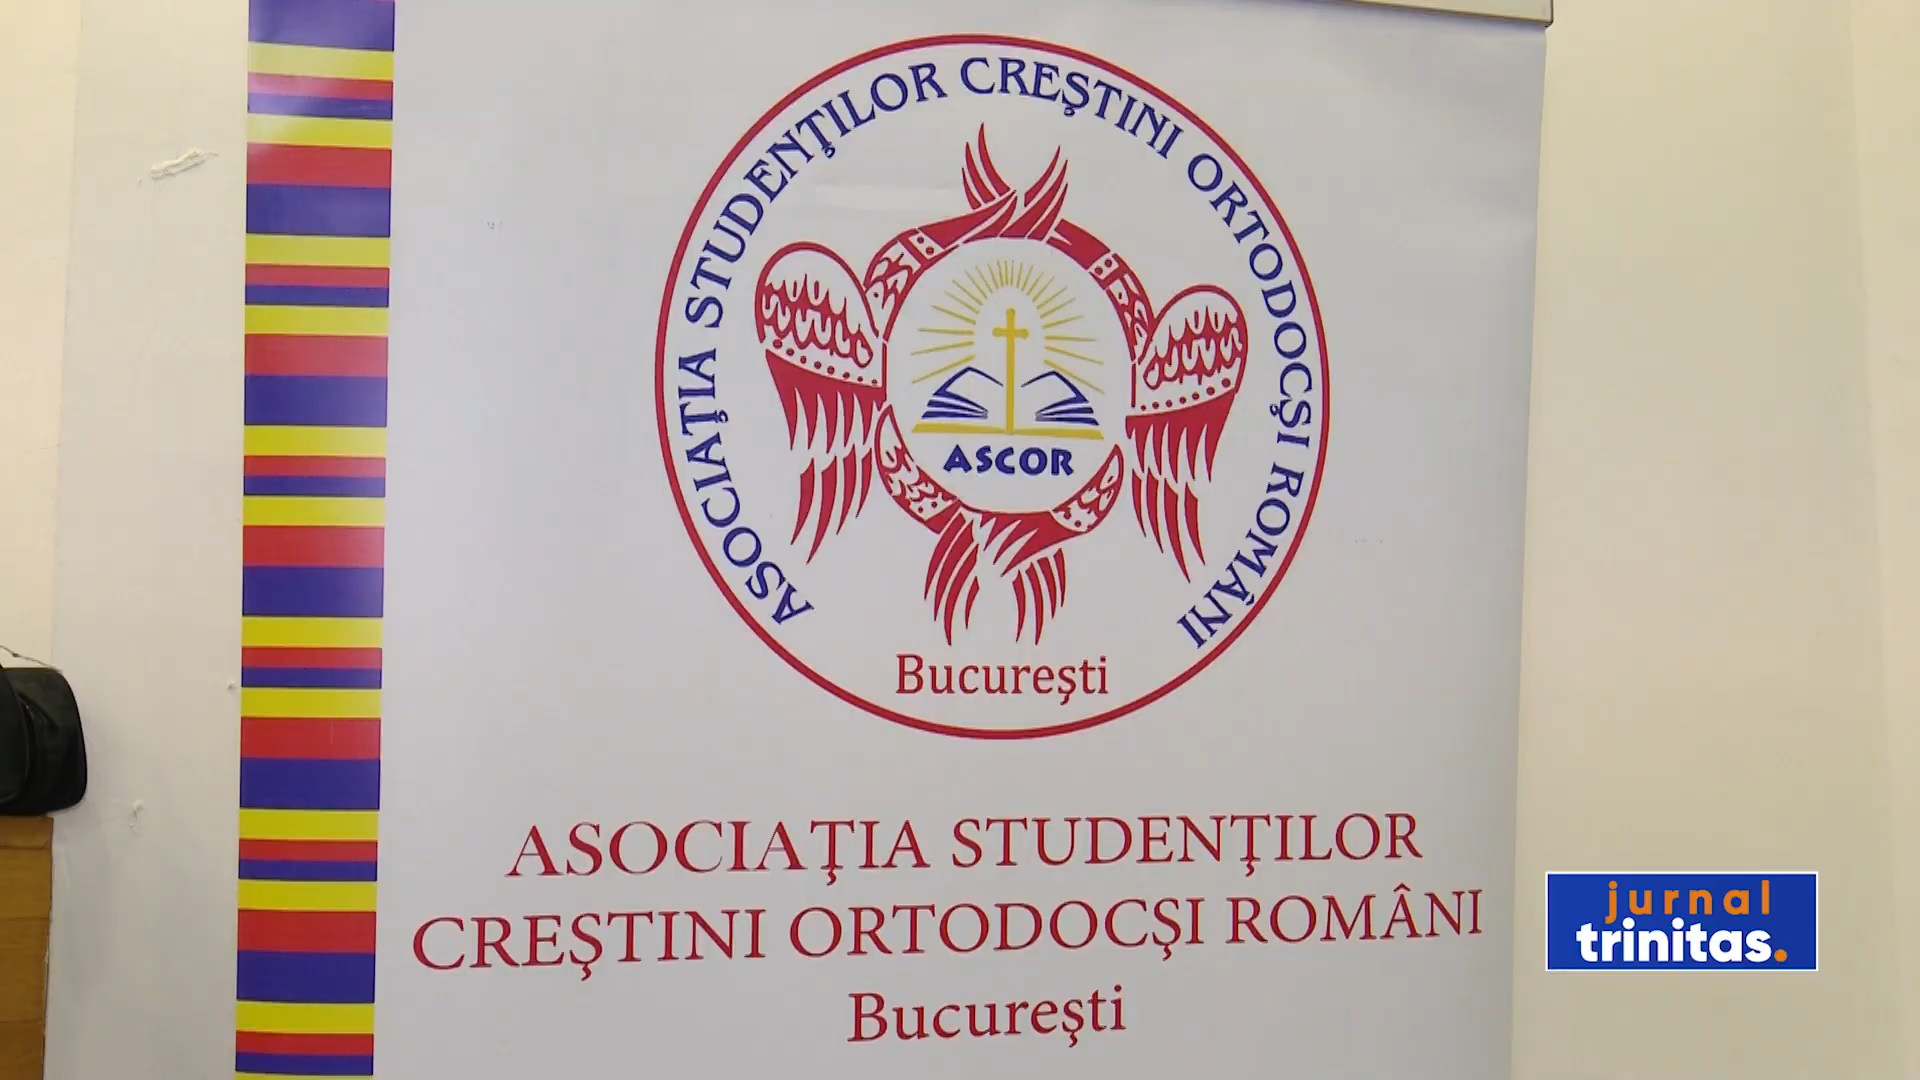 ASOCIAŢIA STUDENŢILOR CREŞTINI ORTODOCŞI ROMÂNI
ASCOR
Bucureşti
ASOCIAŢIA STUDENŢILOR
CREŞTINI ORTODOCŞI ROMÂNI
Bucureşti
jurnal
trinitas.